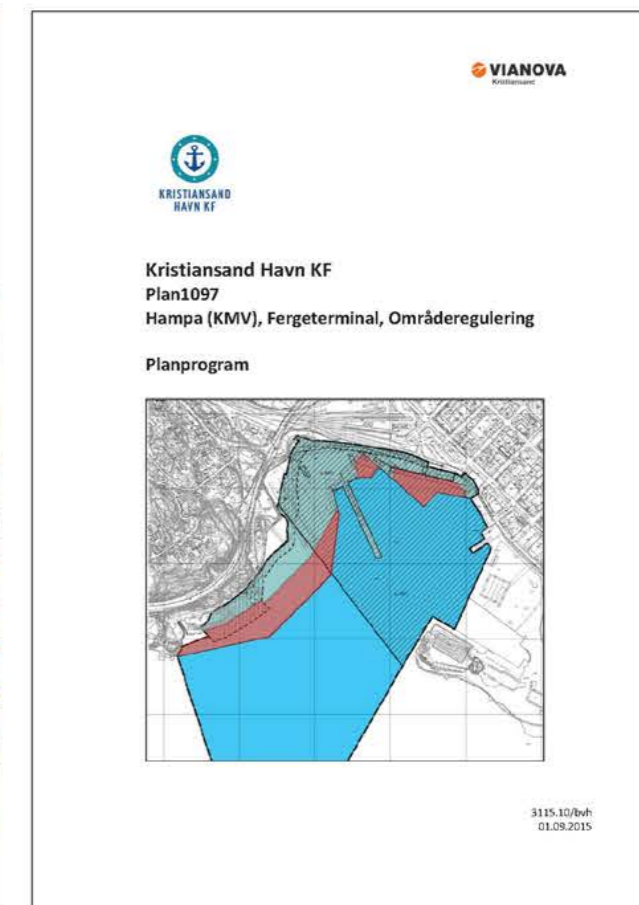 VIANOVA
Kristiansand
KRISTIANSAND
HAVN KF
Kristiansand Havn KF
Plan1097
Hampa (KMV), Fergeterminal, Områderegulering
Planprogram
3115.10/bvh
01.09.2015